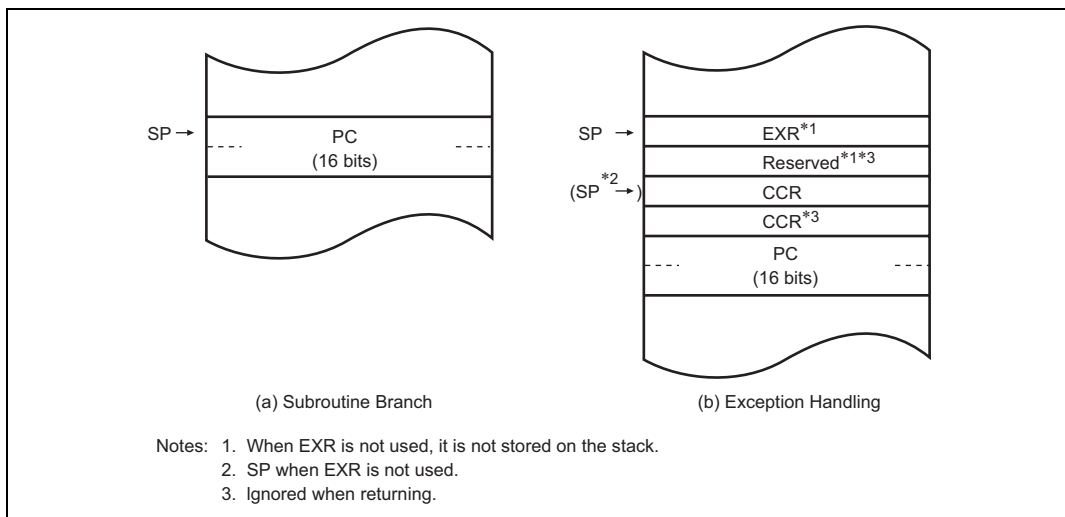 SP →
PC
(16 bits)
(a) Subroutine Branch
SP →
EXR*1
Reserved*1*3
(SP*2 →)
CCR
CCR*3
PC
(16 bits)
(b) Exception Handling
Notes: 1. When EXR is not used, it is not stored on the stack.
2. SP when EXR is not used.
3. Ignored when returning.